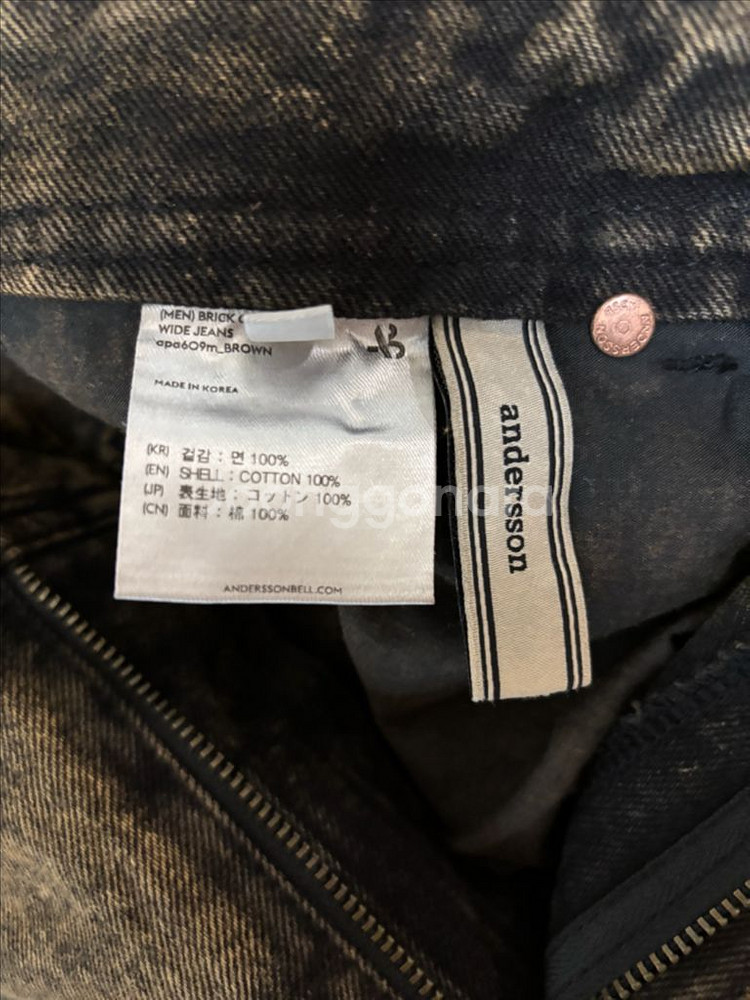 (MEN) BRICK
WIDE JEANS
apa609m_BROWN
MADE IN KOREA
(KR) 겉감 : 면 100%
(EN) SHELL : COTTON 100%
(JP) 表生地 : コットン 100%
(CN) 面料 : 棉 100%
ANDERSSONBELL.COM
andersson